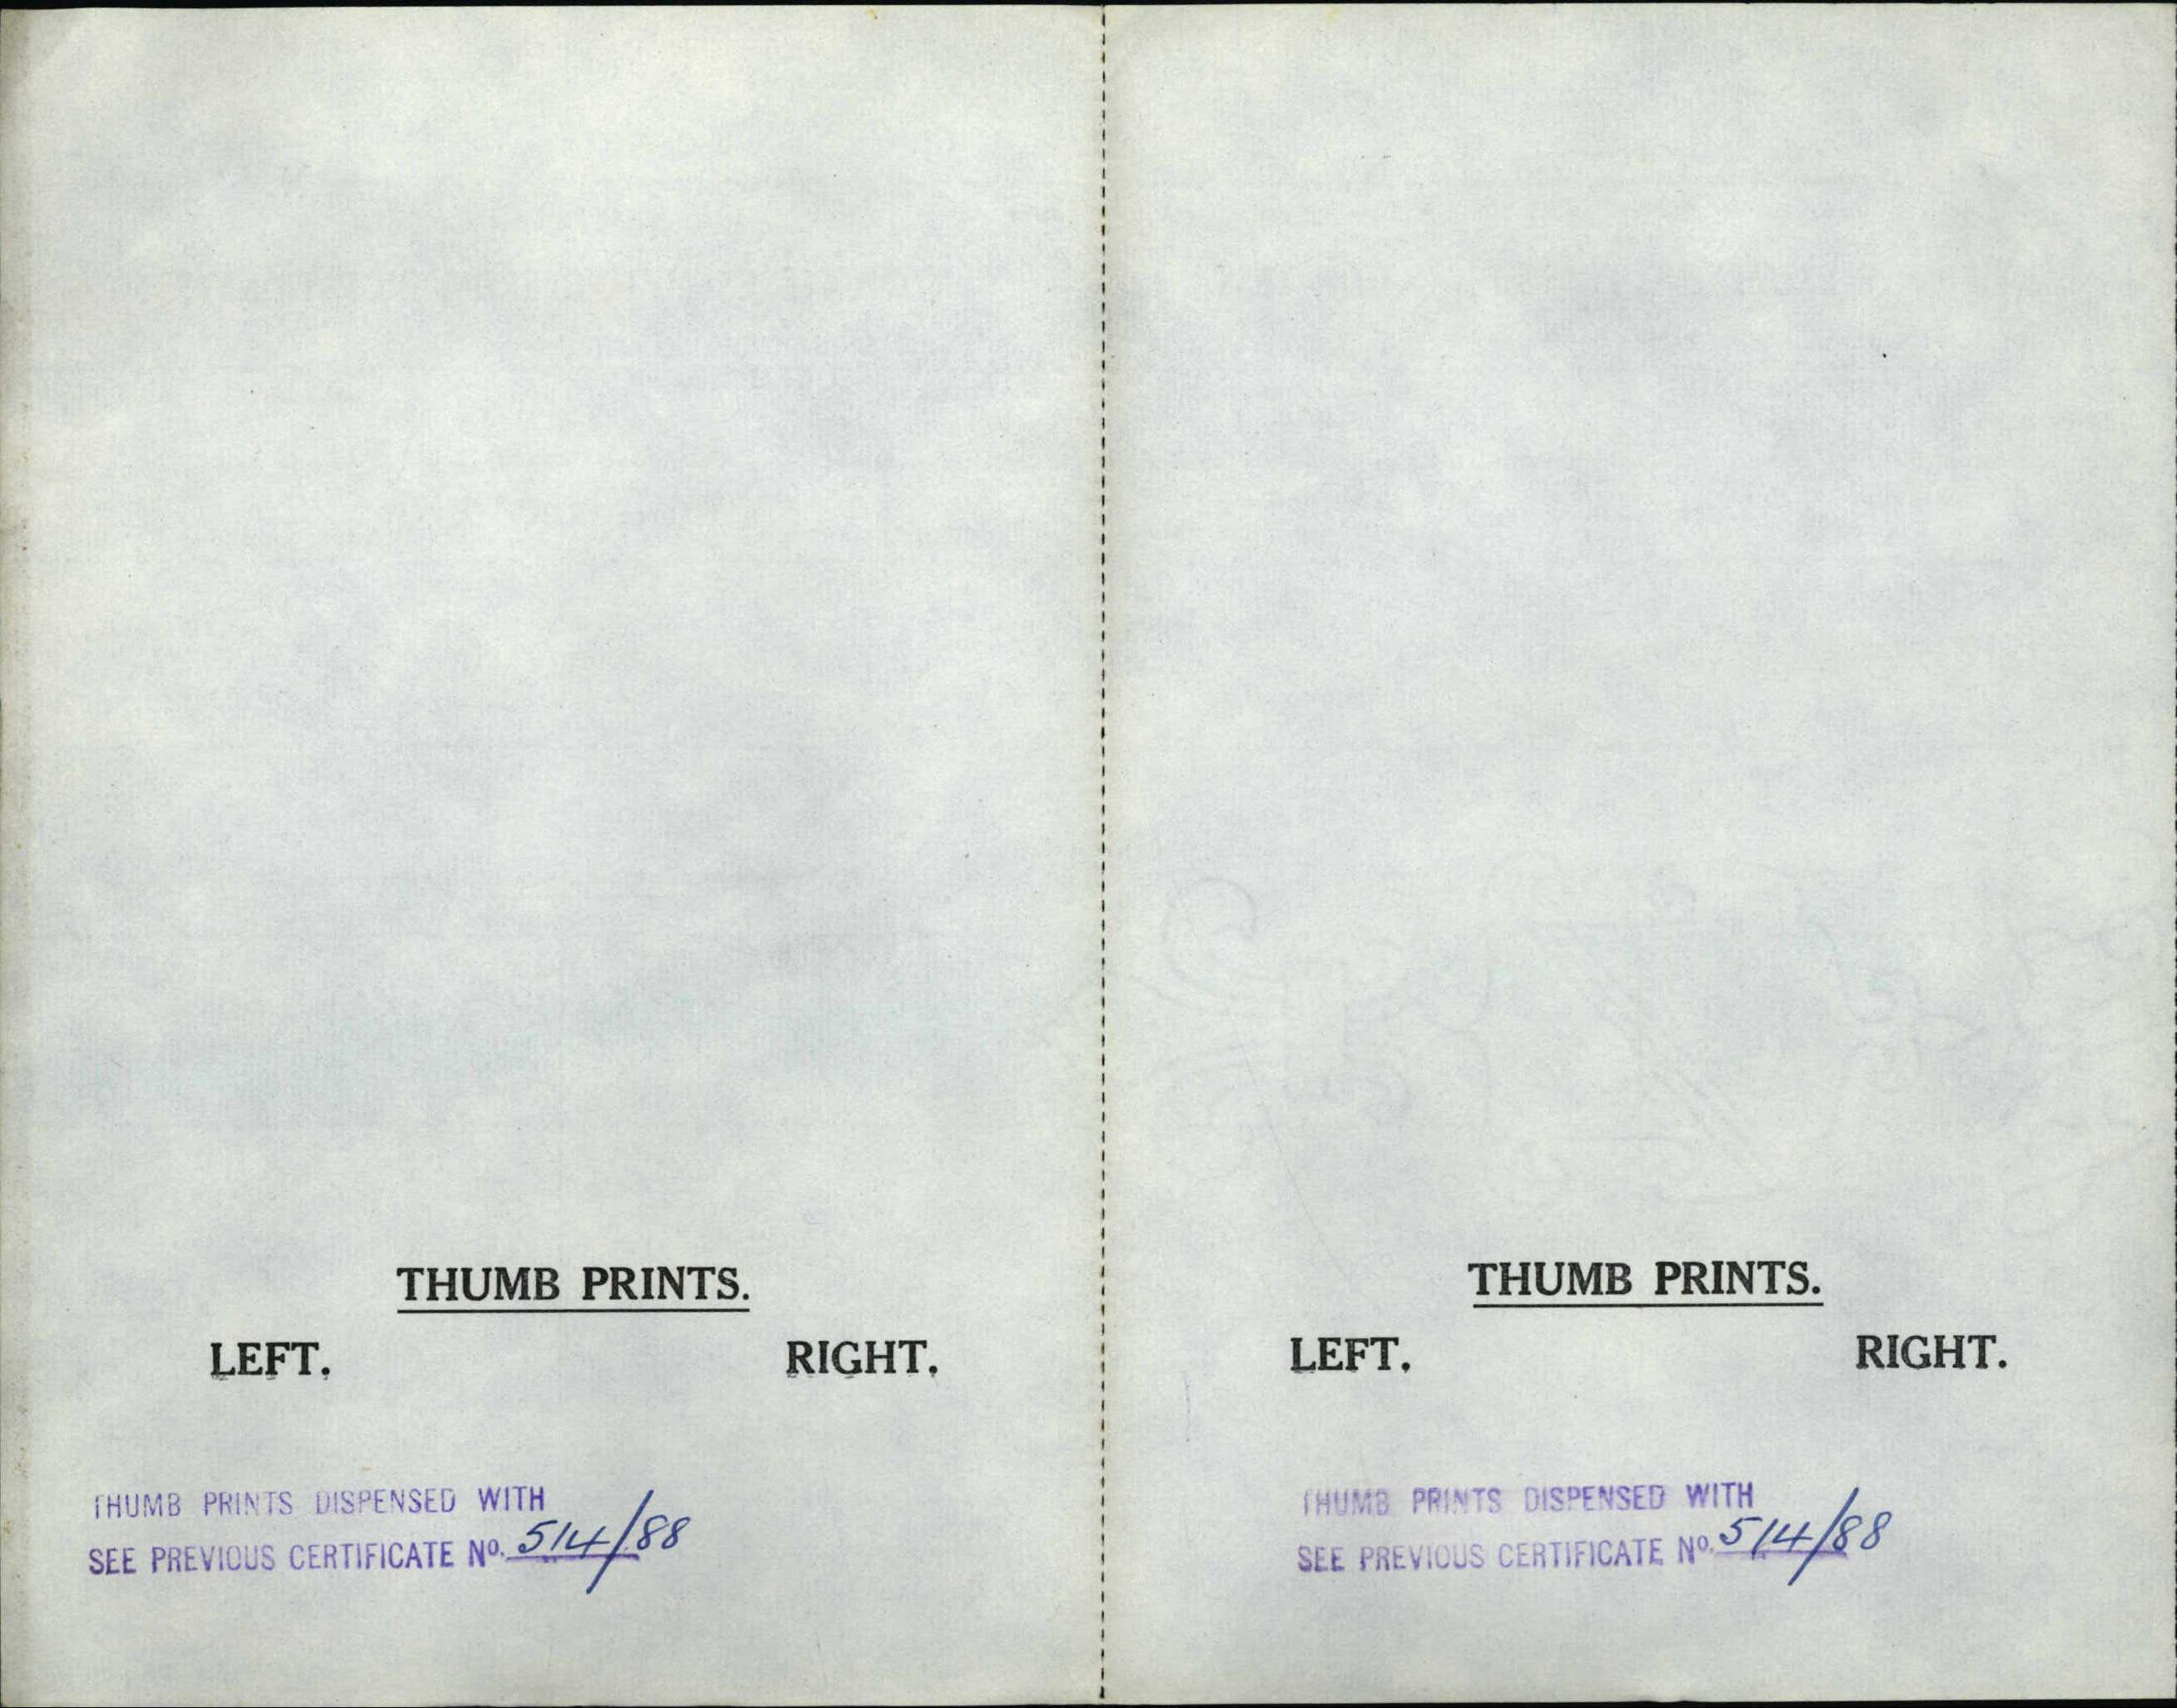 THUMB PRINTS.
LEFT. RIGHT.
THUMB PRINTS DISPENSED WITH
SEE PREVIOUS CERTIFICATE No. 514/88
THUMB PRINTS.
LEFT. RIGHT.
THUMB PRINTS DISPENSED WITH
SEE PREVIOUS CERTIFICATE No. 514/88